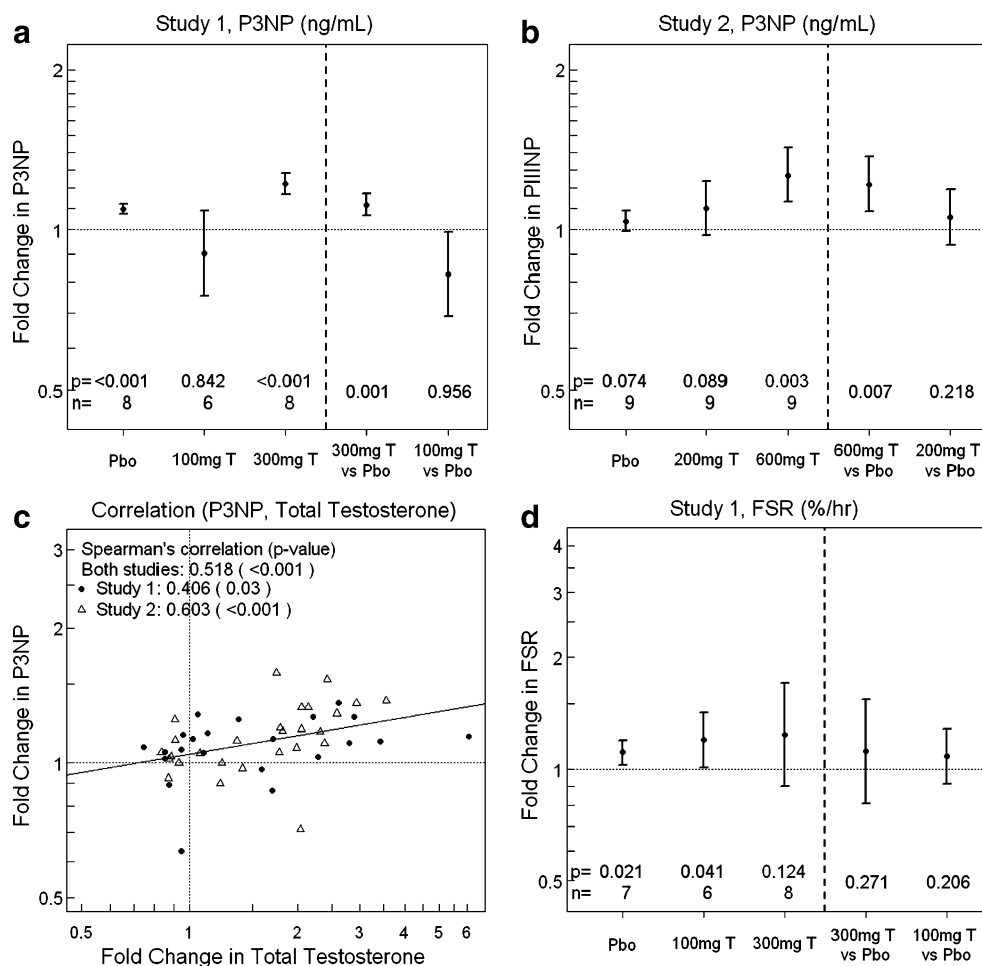 a
Study 1, P3NP (ng/mL)
Fold Change in P3NP
2
1
0.5
p= <0.001 0.842 <0.001 0.001 0.956
n= 8 6 8
Pbo 100mg T 300mg T 300mg T vs Pbo 100mg T vs Pbo
b
Study 2, P3NP (ng/mL)
Fold Change in PIIINP
2
1
0.5
p= 0.074 0.089 0.003 0.007 0.218
n= 9 9 9
Pbo 200mg T 600mg T 600mg T vs Pbo 200mg T vs Pbo
c
Correlation (P3NP, Total Testosterone)
Fold Change in P3NP
3
2
1
0.5
Spearman's correlation (p-value)
Both studies: 0.518 ( <0.001 )
Study 1: 0.406 ( 0.03 )
Study 2: 0.603 ( <0.001 )
0.5 1 2 3 4 5 6
Fold Change in Total Testosterone
d
Study 1, FSR (%/hr)
Fold Change in FSR
4
3
2
1
0.5
p= 0.021 0.041 0.124 0.271 0.206
n= 7 6 8
Pbo 100mg T 300mg T 300mg T vs Pbo 100mg T vs Pbo